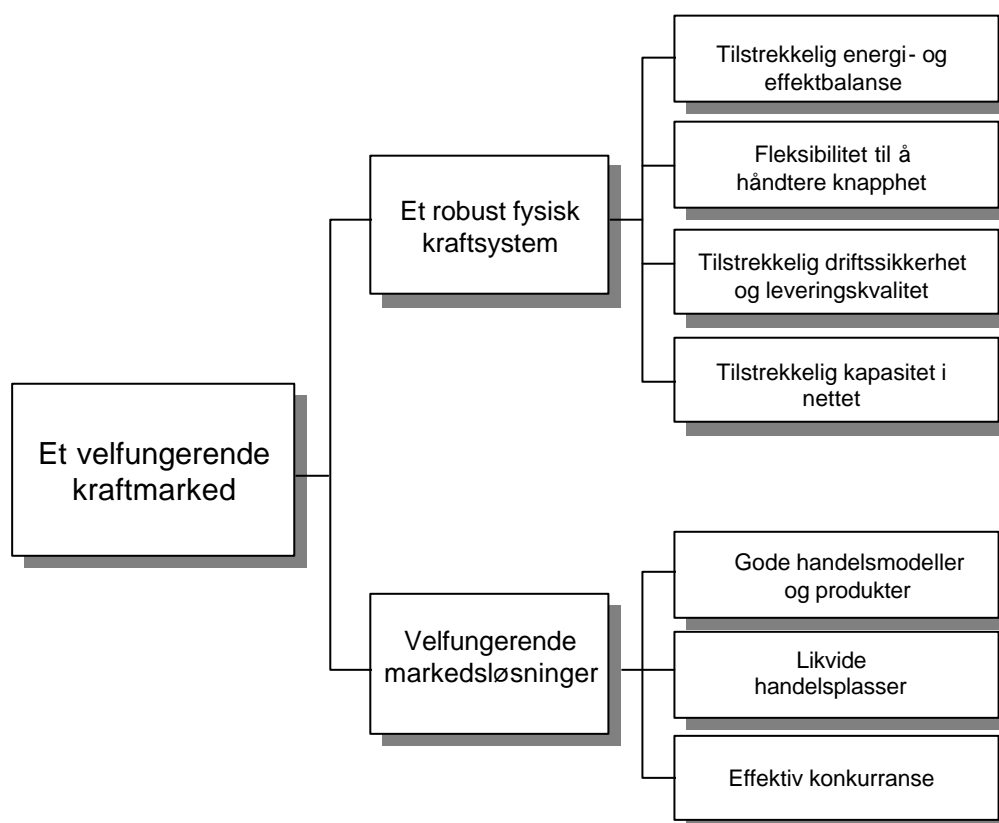 Et velfungerende
kraftmarked
Et robust fysisk
kraftsystem
Tilstrekkelig energi- og
effektbalanse
Fleksibilitet til å
håndtere knapphet
Tilstrekkelig driftssikkerhet
og leveringskvalitet
Tilstrekkelig kapasitet i
nettet
Velfungerende
markedsløsninger
Gode handelsmodeller
og produkter
Likvide
handelsplasser
Effektiv konkurranse